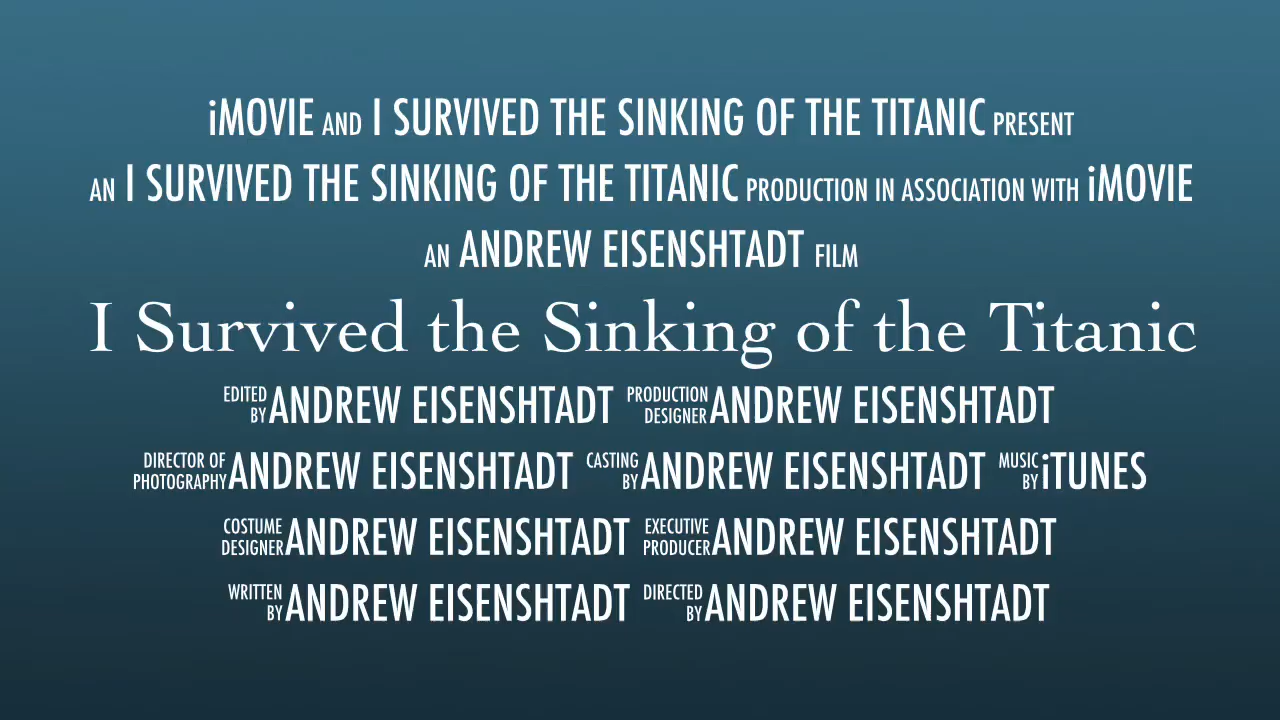 iMOVIE AND I SURVIVED THE SINKING OF THE TITANIC PRESENT
AN I SURVIVED THE SINKING OF THE TITANIC PRODUCTION IN ASSOCIATION WITH iMOVIE
AN ANDREW EISENSHTADT FILM
I Survived the Sinking of the Titanic
EDITED BY ANDREW EISENSHTADT PRODUCTION DESIGNER ANDREW EISENSHTADT
DIRECTOR OF PHOTOGRAPHY ANDREW EISENSHTADT CASTING BY ANDREW EISENSHTADT MUSIC BY iTUNES
COSTUME DESIGNER ANDREW EISENSHTADT EXECUTIVE PRODUCER ANDREW EISENSHTADT
WRITTEN BY ANDREW EISENSHTADT DIRECTED BY ANDREW EISENSHTADT